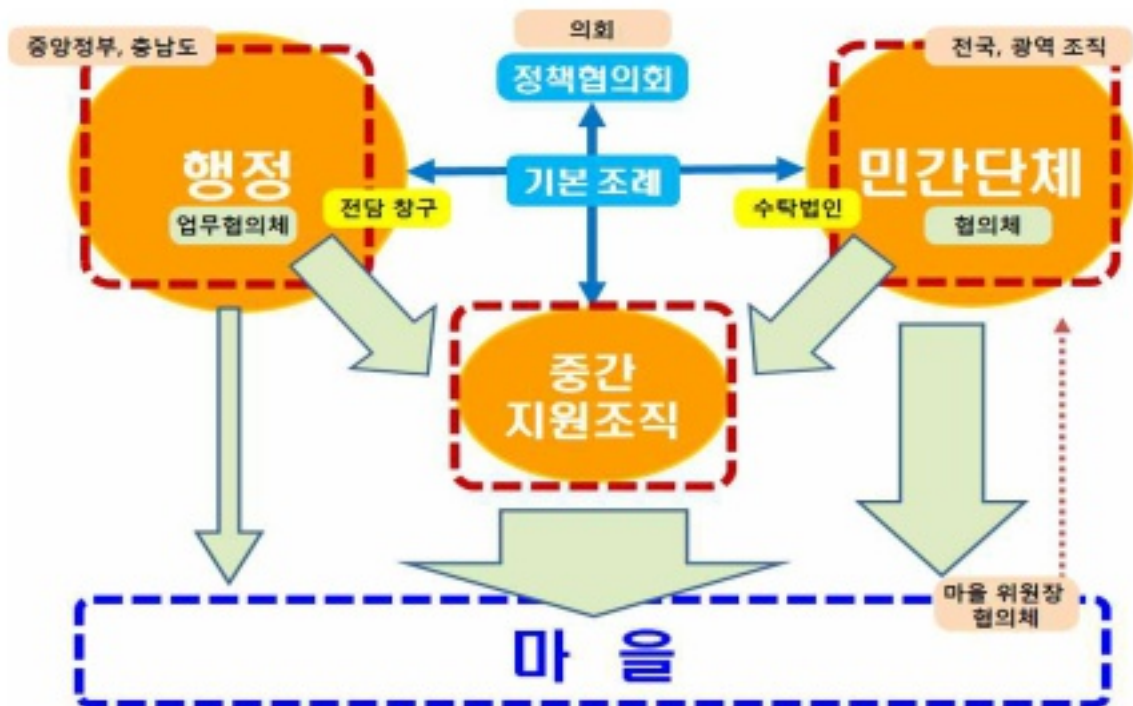 중앙정부, 충남도
의회
전국, 광역 조직
정책협의회
행정
기본 조례
민간단체
업무협의체
전담 창구
수탁법인
협의체
중간
지원조직
마을 위원장
협의체
마 을